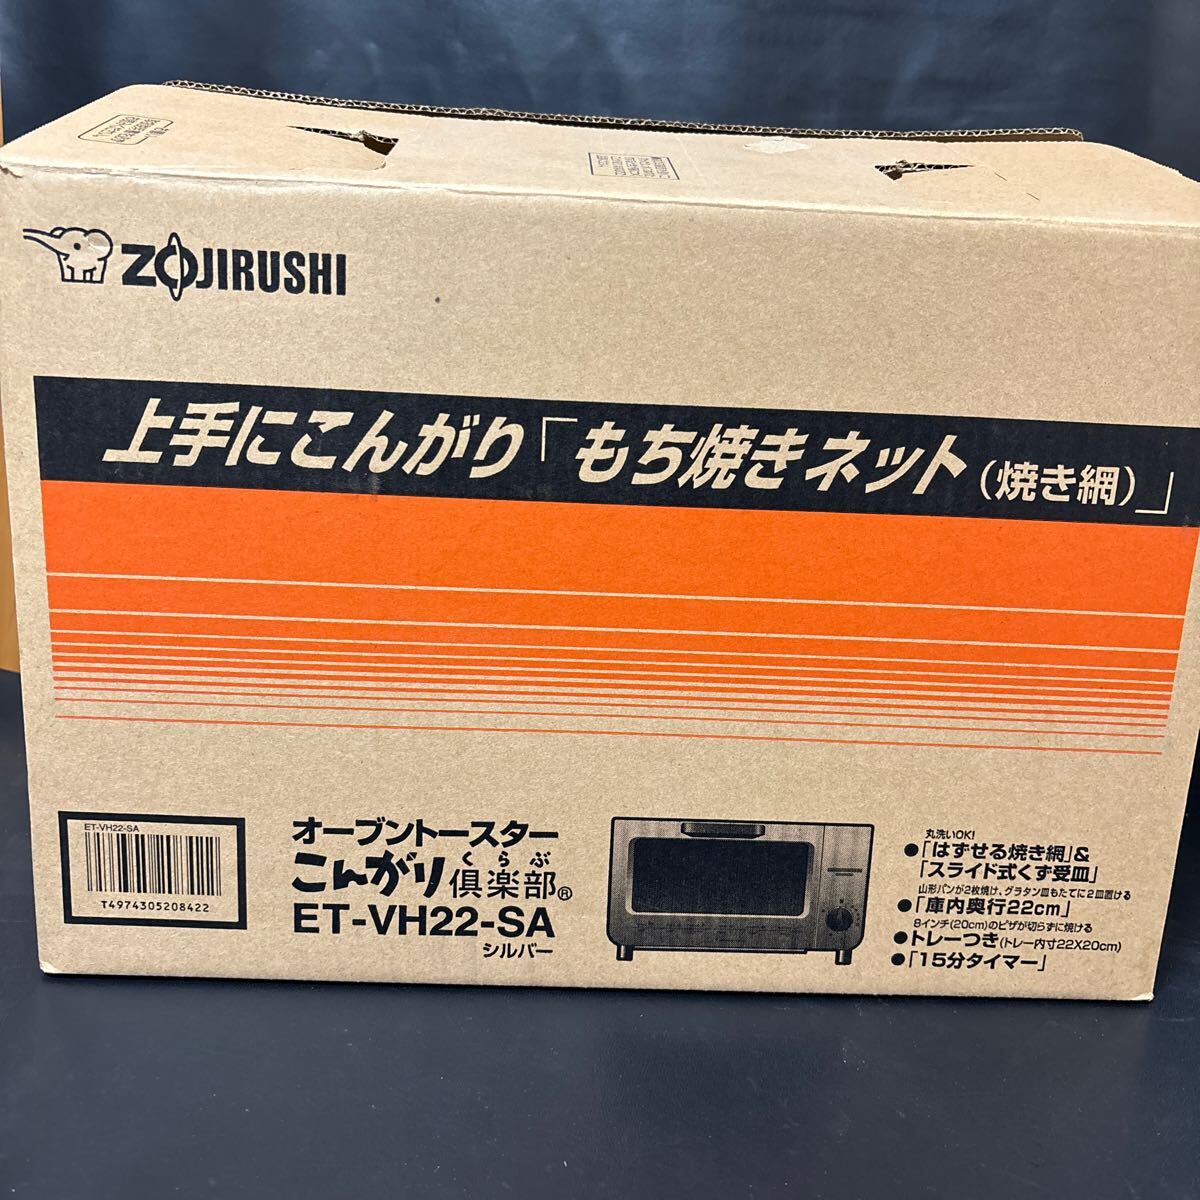 ZOJIRUSHI
上手にこんがり「もち焼きネット(焼き網)」
ET-VH22-SA
T4974305208422
オーブントースター
こんがり倶楽部®
くらぶ
ET-VH22-SA
シルバー
丸洗いOK!
●「はずせる焼き網」&
「スライド式くず受皿」
山形パンが2枚焼け、グラタン皿もたてに2皿置ける
●「庫内奥行22cm」
8インチ(20cm)のピザが切らずに焼ける
●トレーつき(トレー内寸22X20cm)
●「15分タイマー」